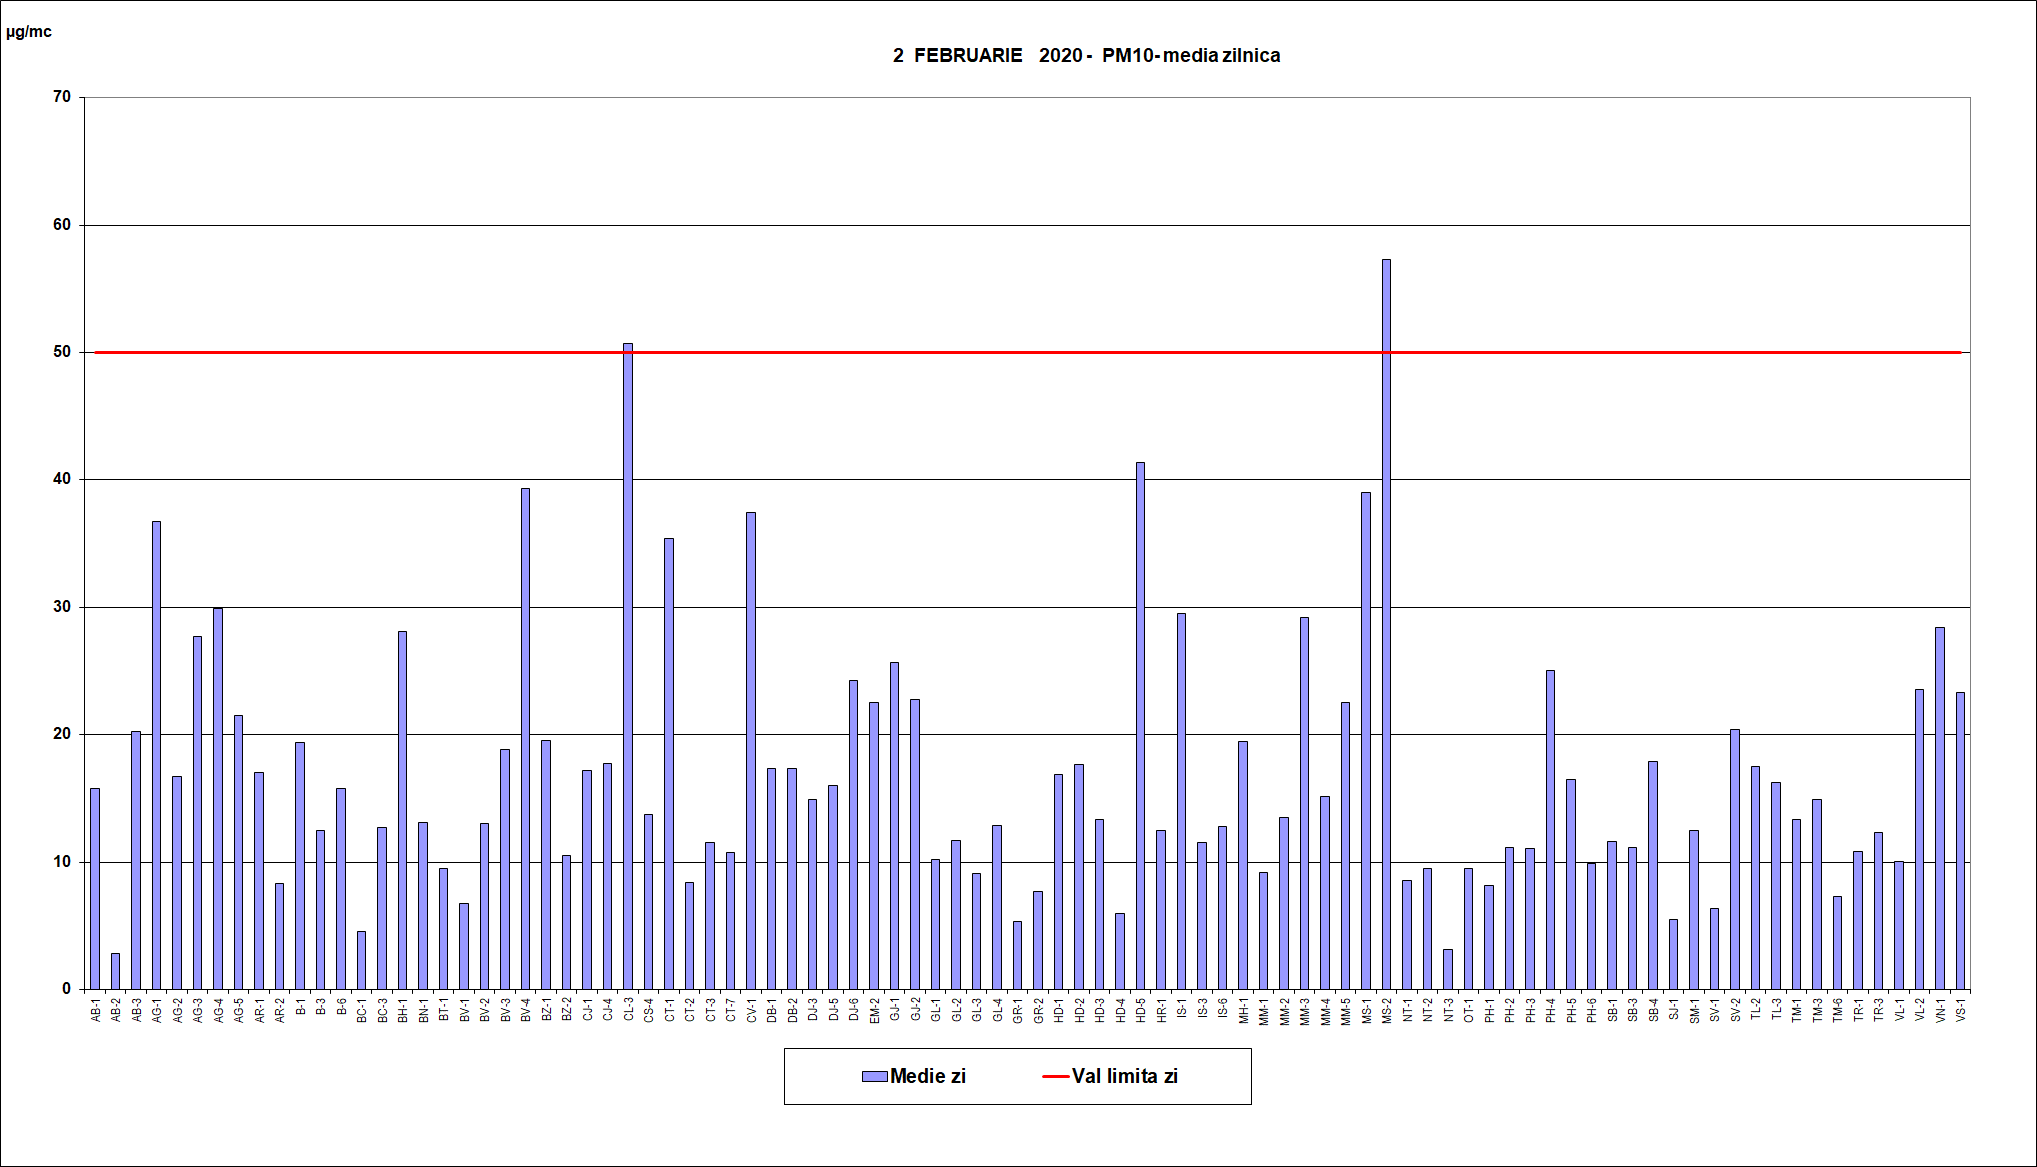 µg/mc
2 FEBRUARIE 2020 - PM10- media zilnica
70
60
50
40
30
20
10
0
AB-1 AB-2 AB-3 AG-1 AG-2 AG-3 AG-4 AG-5 AR-1 AR-2 B-1 B-3 B-6 BC-1 BC-3 BH-1 BN-1 BT-1 BV-1 BV-2 BV-3 BV-4 BZ-1 BZ-2 CJ-1 CJ-4 CL-3 CS-4 CT-1 CT-2 CT-3 CT-7 CV-1 DB-1 DB-2 DJ-3 DJ-5 DJ-6 EM-2 GJ-1 GJ-2 GL-1 GL-2 GL-3 GL-4 GR-1 GR-2 HD-1 HD-2 HD-3 HD-4 HD-5 HR-1 IS-1 IS-3 IS-6 MH-1 MM-1 MM-2 MM-3 MM-4 MM-5 MS-1 MS-2 NT-1 NT-2 NT-3 OT-1 PH-1 PH-2 PH-3 PH-4 PH-5 PH-6 SB-1 SB-3 SB-4 SJ-1 SM-1 SV-1 SV-2 TL-2 TL-3 TM-1 TM-3 TM-6 TR-1 TR-3 VL-1 VL-2 VN-1 VS-1
Medie zi Val limita zi